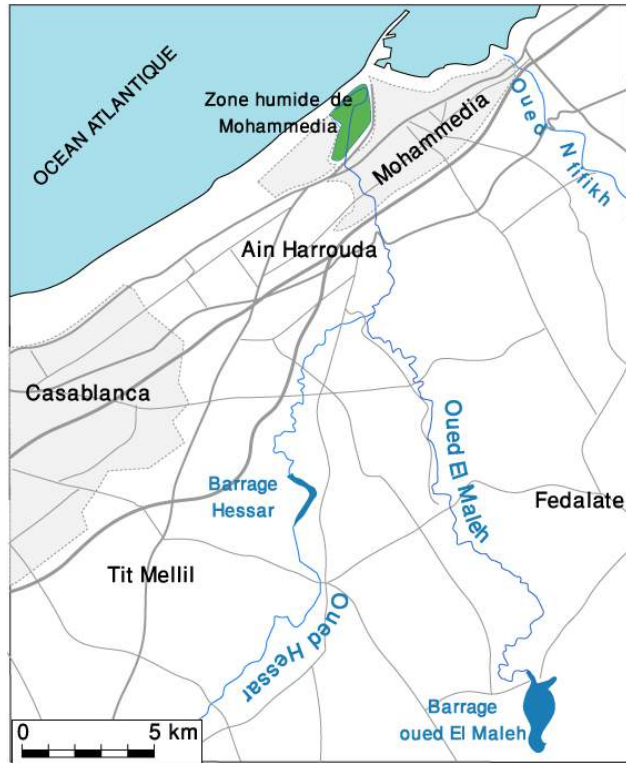 OCEAN ATLANTIQUE
Zone humide de
Mohammedia
Mohammedia
Oued Nfifikh
Ain Harrouda
Casablanca
Oued El Maleh
Barrage
Hessar
Fedalate
Tit Mellil
Oued Hessar
Barrage
oued El Maleh
0 5 km